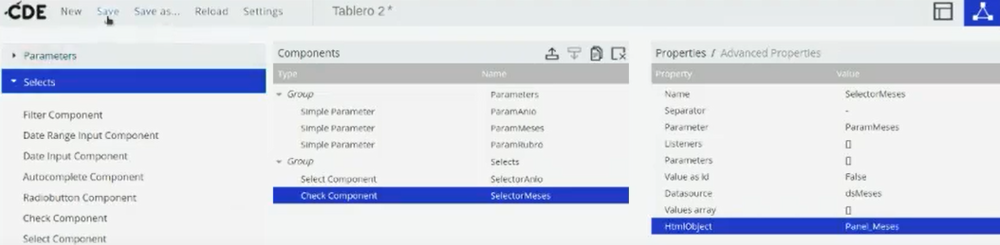 CDE New Save Save as... Reload Settings Tablero 2 *
Parameters
Selects
Filter Component
Date Range Input Component
Date Input Component
Autocomplete Component
Radiobutton Component
Check Component
Select Component
Components
Type Name
Group Parameters
Simple Parameter ParamAnio
Simple Parameter ParamMeses
Simple Parameter ParamRubro
Group Selects
Select Component SelectorAnio
Check Component SelectorMeses
Properties / Advanced Properties
Property Value
Name SelectorMeses
Separator -
Parameter ParamMeses
Listeners []
Parameters []
Value as id False
Datasource dsMeses
Values array []
HtmlObject Panel_Meses